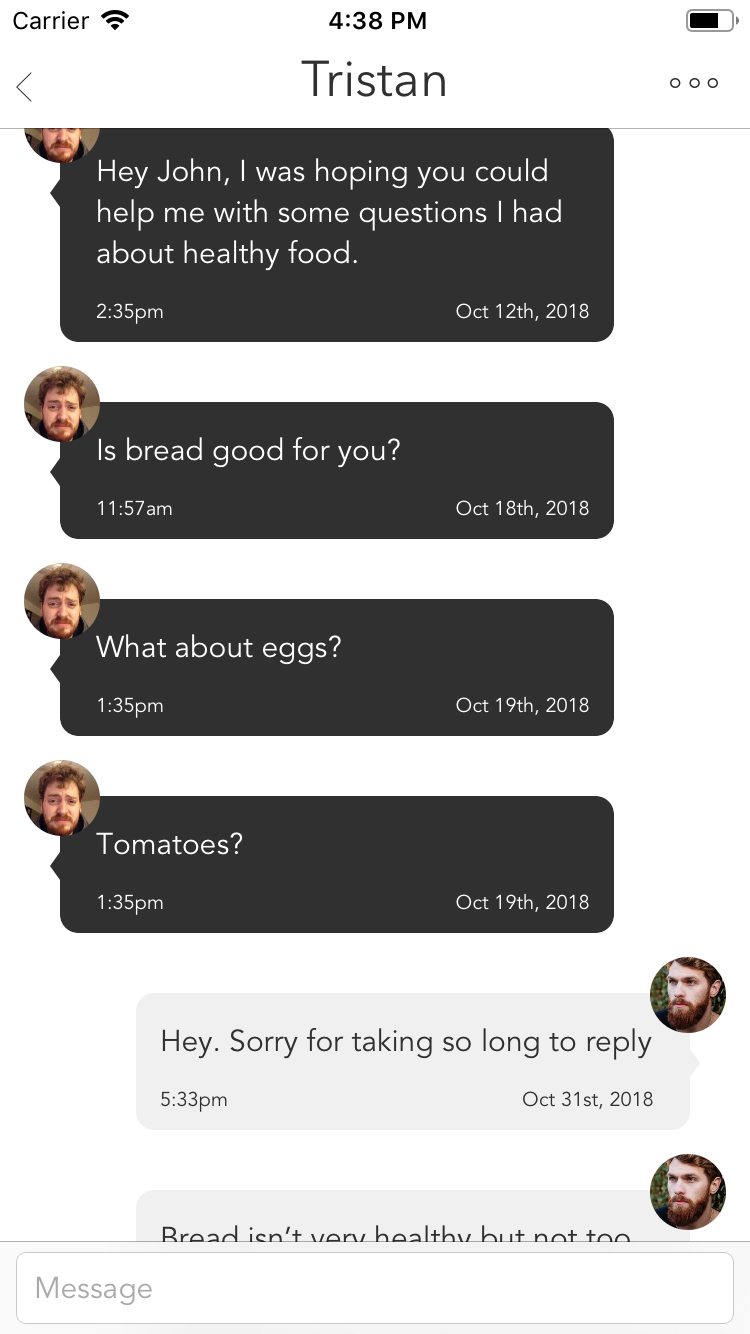 Carrier 4:38 PM
Tristan
Hey John, I was hoping you could
help me with some questions I had
about healthy food.
2:35pm Oct 12th, 2018
Is bread good for you?
11:57am Oct 18th, 2018
What about eggs?
1:35pm Oct 19th, 2018
Tomatoes?
1:35pm Oct 19th, 2018
Hey. Sorry for taking so long to reply
5:33pm Oct 31st, 2018
Bread isn’t very healthy but not too
Message